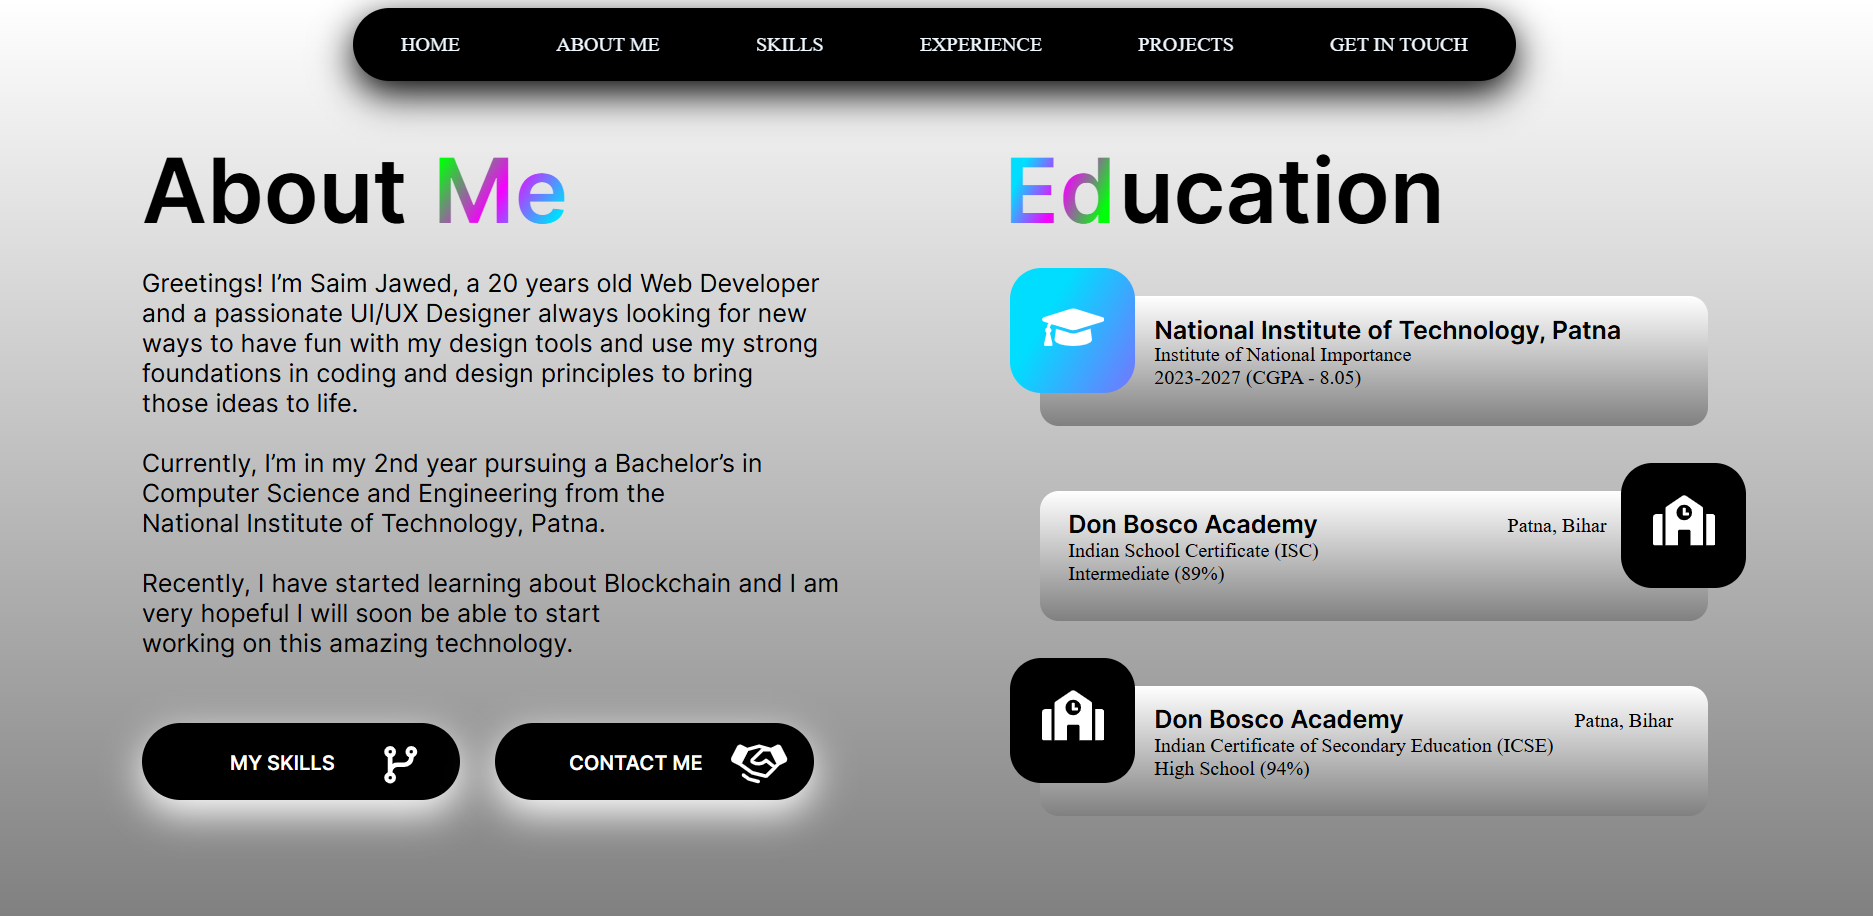 HOME
ABOUT ME
SKILLS
EXPERIENCE
PROJECTS
GET IN TOUCH
About Me
Greetings! I’m Saim Jawed, a 20 years old Web Developer
and a passionate UI/UX Designer always looking for new
ways to have fun with my design tools and use my strong
foundations in coding and design principles to bring
those ideas to life.
Currently, I’m in my 2nd year pursuing a Bachelor’s in
Computer Science and Engineering from the
National Institute of Technology, Patna.
Recently, I have started learning about Blockchain and I am
very hopeful I will soon be able to start
working on this amazing technology.
MY SKILLS
CONTACT ME
Education
National Institute of Technology, Patna
Institute of National Importance
2023-2027 (CGPA - 8.05)
Don Bosco Academy
Patna, Bihar
Indian School Certificate (ISC)
Intermediate (89%)
Don Bosco Academy
Patna, Bihar
Indian Certificate of Secondary Education (ICSE)
High School (94%)